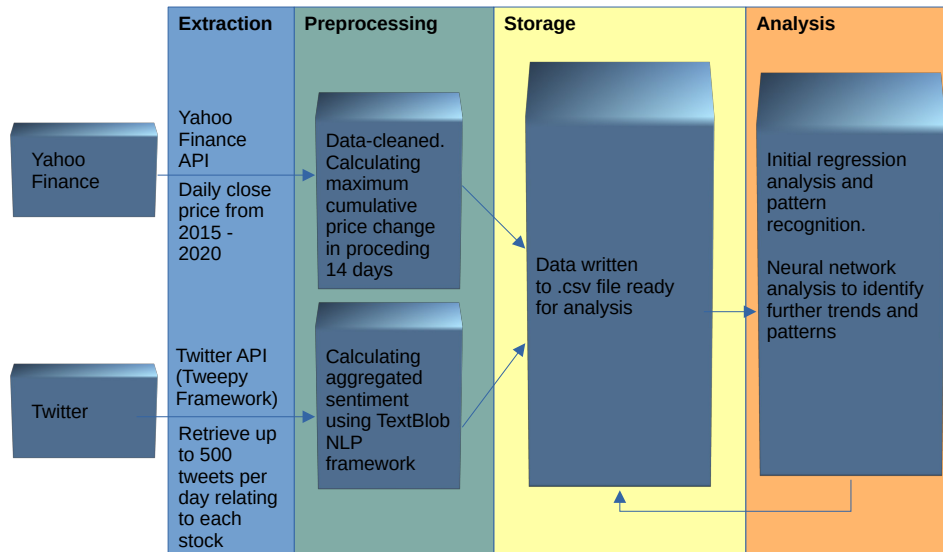 Extraction
Preprocessing
Storage
Analysis
Yahoo
Finance
Yahoo
Finance
API
Daily close
price from
2015 -
2020
Data-cleaned.
Calculating
maximum
cumulative
price change
in proceding
14 days
Data written
to .csv file ready
for analysis
Initial regression
analysis and
pattern
recognition.
Neural network
analysis to identify
further trends and
patterns
Twitter
Twitter API
(Tweepy
Framework)
Retrieve up
to 500
tweets per
day relating
to each
stock
Calculating
aggregated
sentiment
using TextBlob
NLP
framework